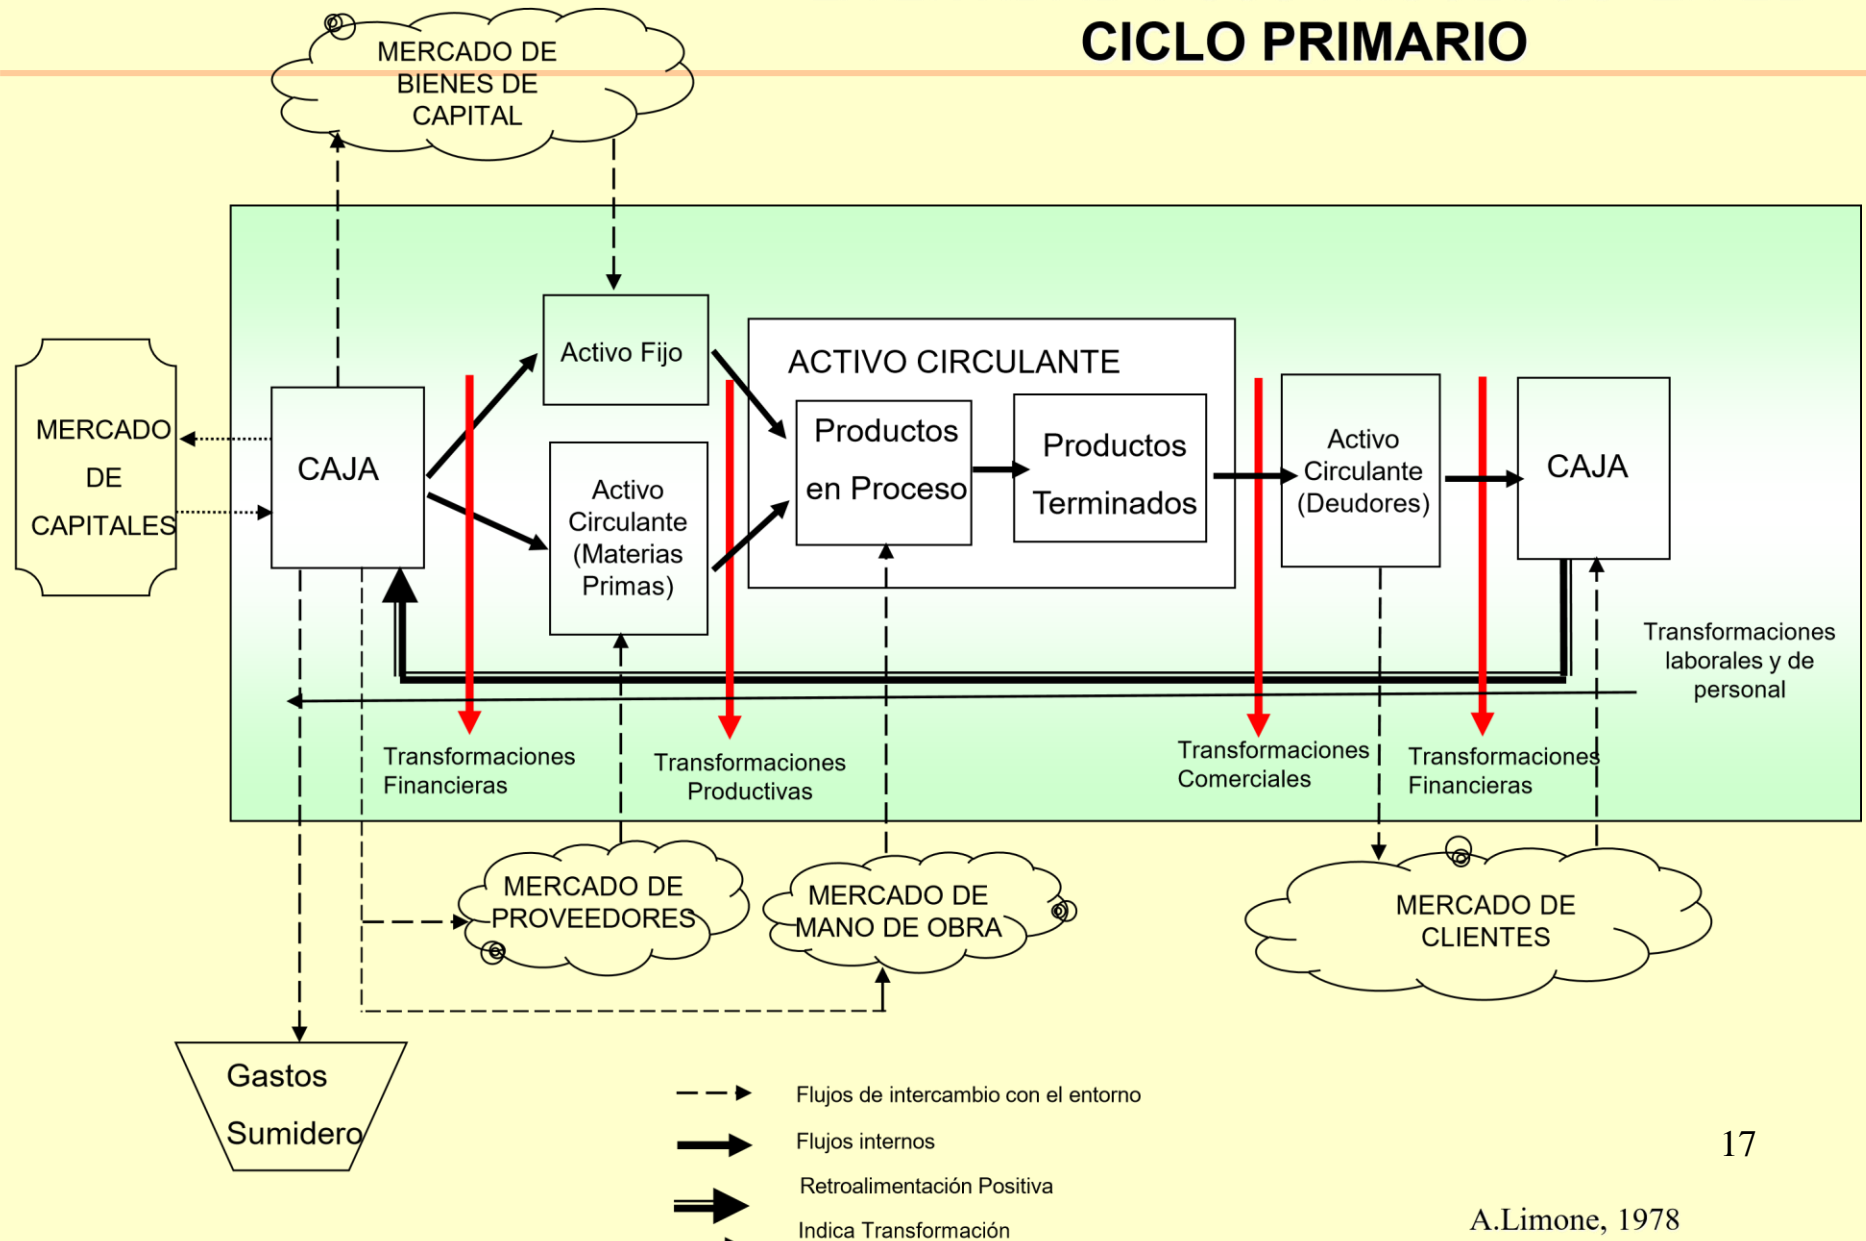 CICLO PRIMARIO
MERCADO DE
BIENES DE
CAPITAL
MERCADO
DE
CAPITALES
CAJA
Activo Fijo
Activo
Circulante
(Materias
Primas)
ACTIVO CIRCULANTE
Productos
en Proceso
Productos
Terminados
Activo
Circulante
(Deudores)
CAJA
Transformaciones
laborales y de
personal
Transformaciones
Financieras
Transformaciones
Productivas
Transformaciones
Comerciales
Transformaciones
Financieras
MERCADO DE
PROVEEDORES
MERCADO DE
MANO DE OBRA
MERCADO DE
CLIENTES
Gastos
Sumidero
Flujos de intercambio con el entorno
Flujos internos
Retroalimentación Positiva
Indica Transformación
17
A.Limone, 1978